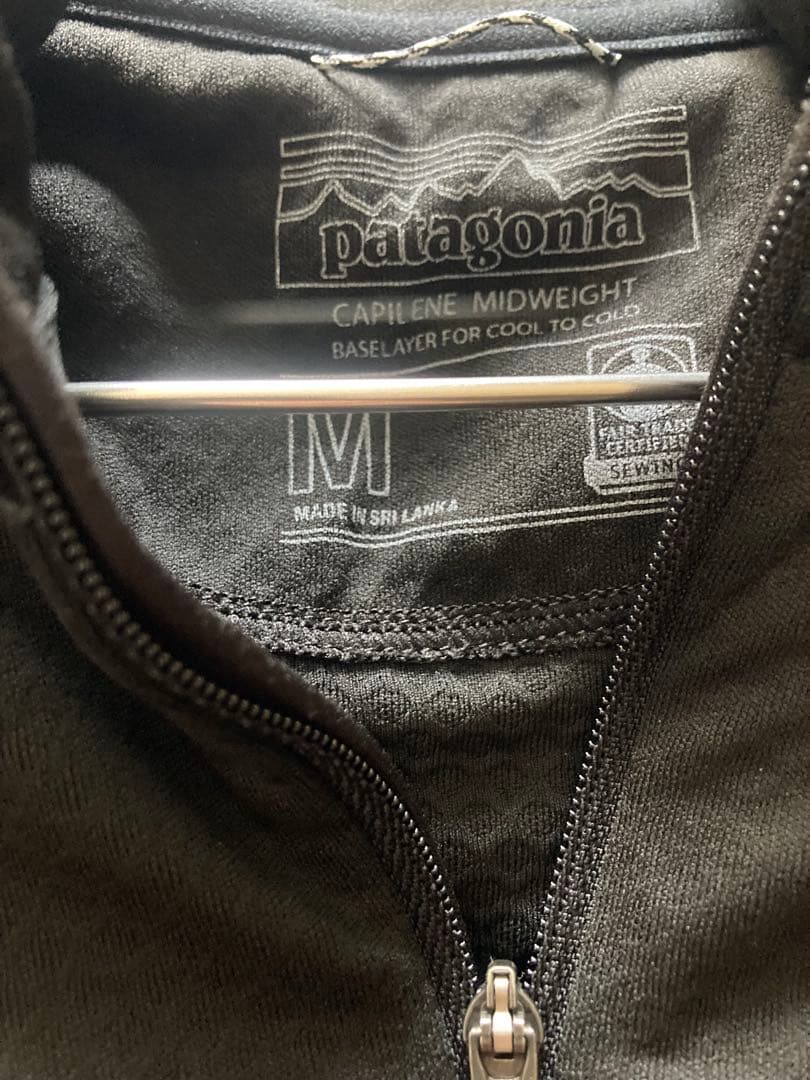 patagonia
CAPILENE MIDWEIGHT
BASELAYER FOR COOL TO COLD
M
FAIR TRADE
CERTIFIED
SEWING
MADE IN SRI LANKA